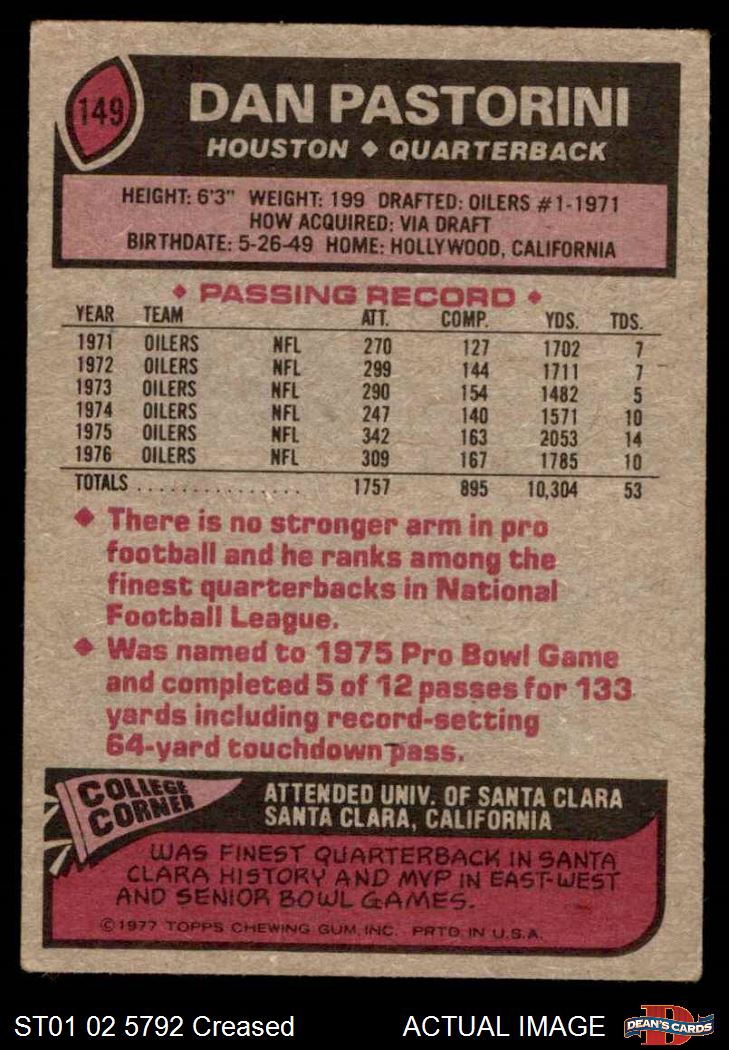 149
DAN PASTORINI
HOUSTON ◆ QUARTERBACK
HEIGHT: 6'3" WEIGHT: 199 DRAFTED: OILERS #1-1971
HOW ACQUIRED: VIA DRAFT
BIRTHDATE: 5-26-49 HOME: HOLLYWOOD, CALIFORNIA
◆ PASSING RECORD ◆
YEAR TEAM ATT. COMP. YDS. TDS.
1971 OILERS NFL 270 127 1702 7
1972 OILERS NFL 299 144 1711 7
1973 OILERS NFL 290 154 1482 5
1974 OILERS NFL 247 140 1571 10
1975 OILERS NFL 342 163 2053 14
1976 OILERS NFL 309 167 1785 10
TOTALS ................ 1757 895 10,304 53
◆ There is no stronger arm in pro
football and he ranks among the
finest quarterbacks in National
Football League.
◆ Was named to 1975 Pro Bowl Game
and completed 5 of 12 passes for 133
yards including record-setting
64-yard touchdown pass.
COLLEGE
CORNER
ATTENDED UNIV. OF SANTA CLARA
SANTA CLARA, CALIFORNIA
WAS FINEST QUARTERBACK IN SANTA
CLARA HISTORY AND MVP IN EAST-WEST
AND SENIOR BOWL GAMES.
©1977 TOPPS CHEWING GUM, INC. PRTD IN U.S.A.
ST01 02 5792 Creased ACTUAL IMAGE
D
DEAN'S CARDS